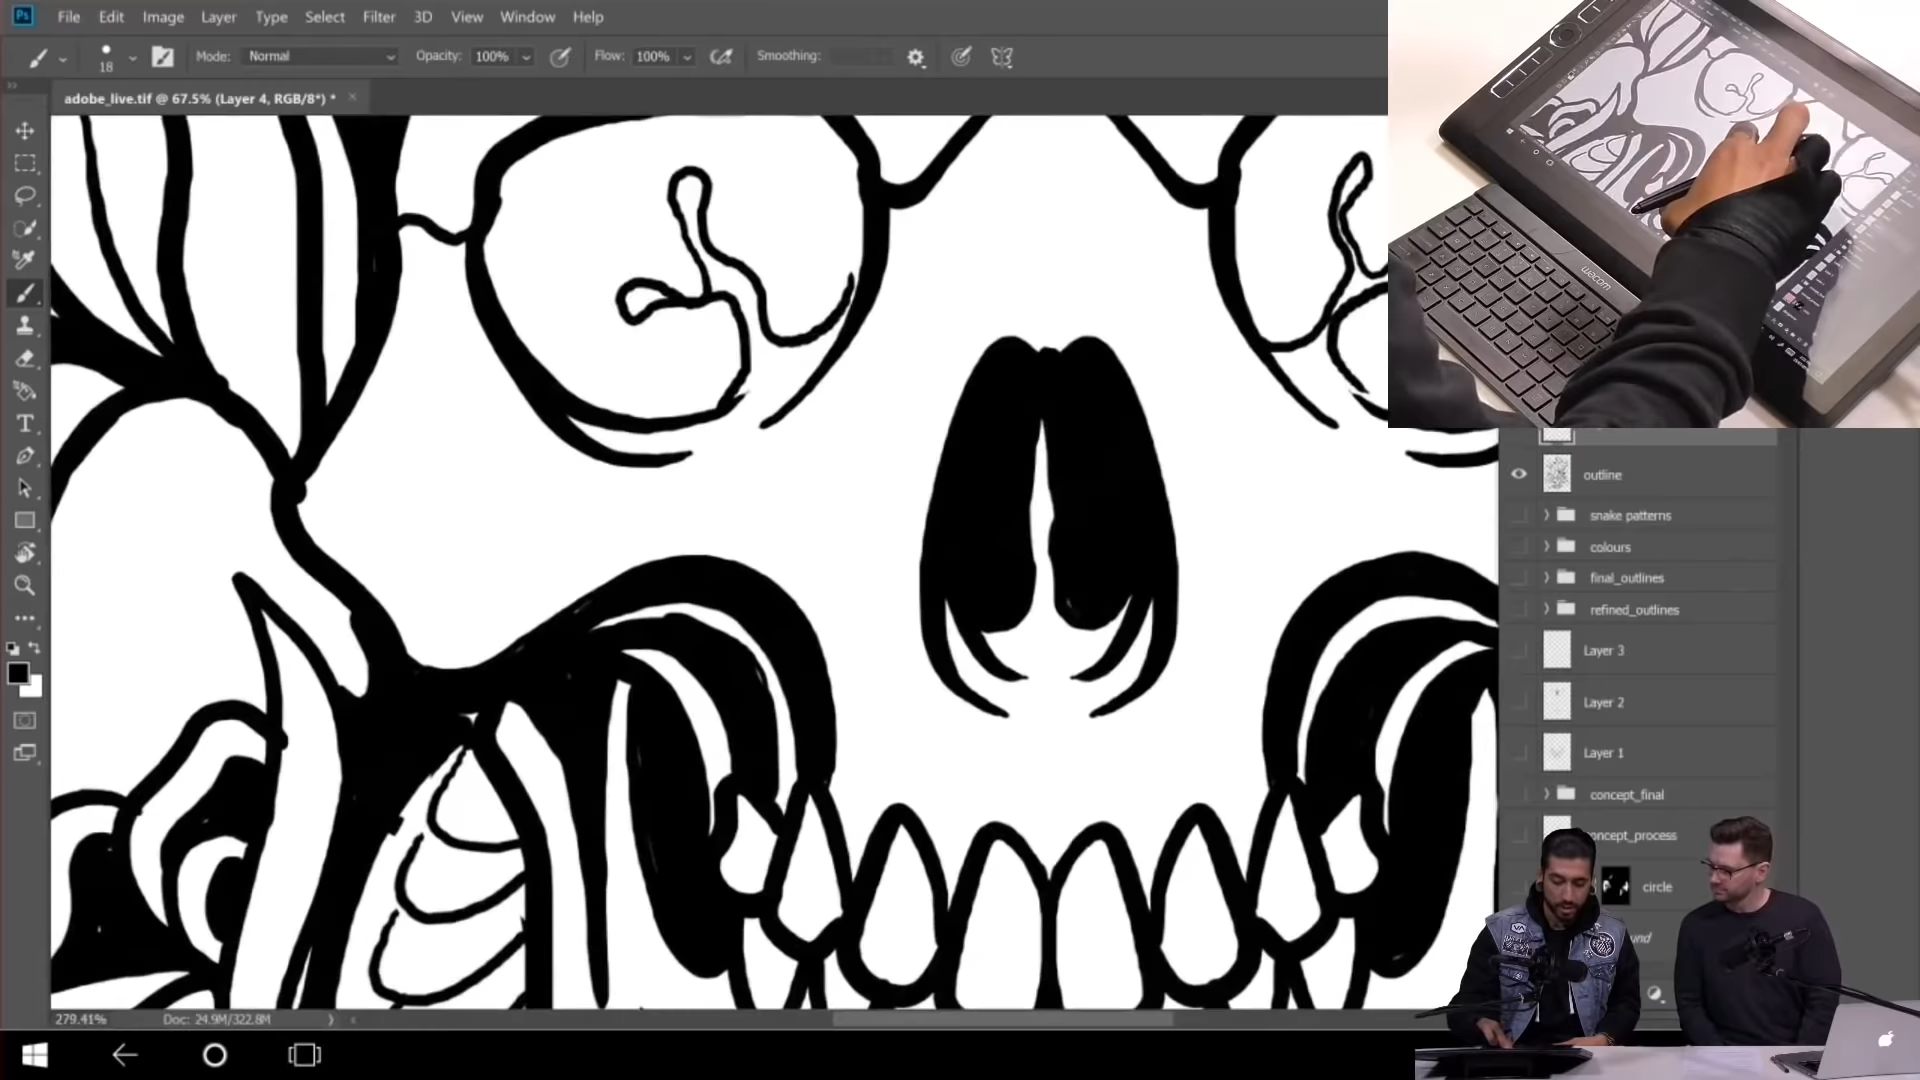 Ps File Edit Image Layer Type Select Filter 3D View Window Help
18 Mode: Normal Opacity: 100% Flow: 100% Smoothing:
adobe_live.tif @ 67.5% (Layer 4, RGB/8*) *
wacom
outline
snake patterns
colours
final_outlines
refined_outlines
Layer 3
Layer 2
Layer 1
concept_final
oncept_process
circle
und
279.41% Doc: 24.9M/322.8M